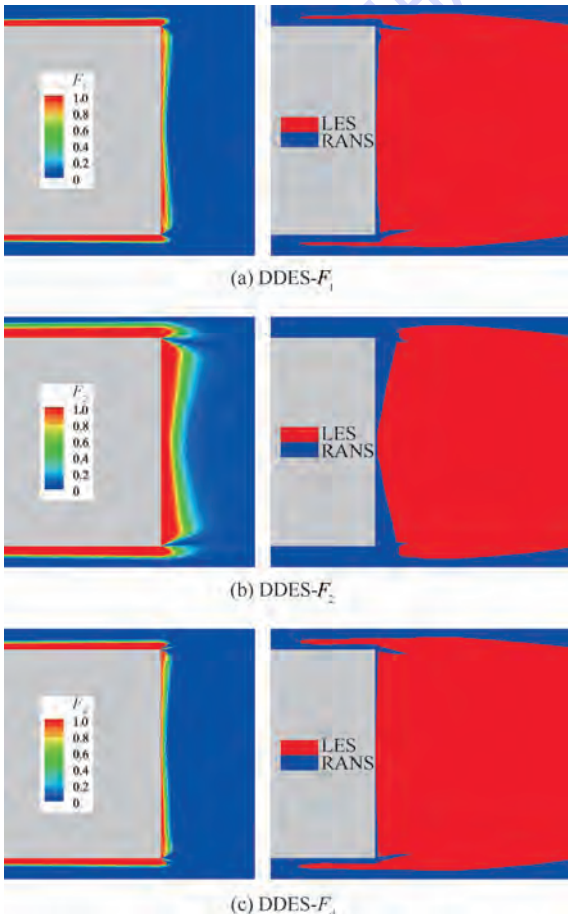 F₁
1.0
0.8
0.6
0.4
0.2
0
LES
RANS
(a) DDES-F₁
F₂
1.0
0.8
0.6
0.4
0.2
0
LES
RANS
(b) DDES-F₂
1.0
0.8
0.6
0.4
0.2
0
LES
RANS
(c) DDES-F